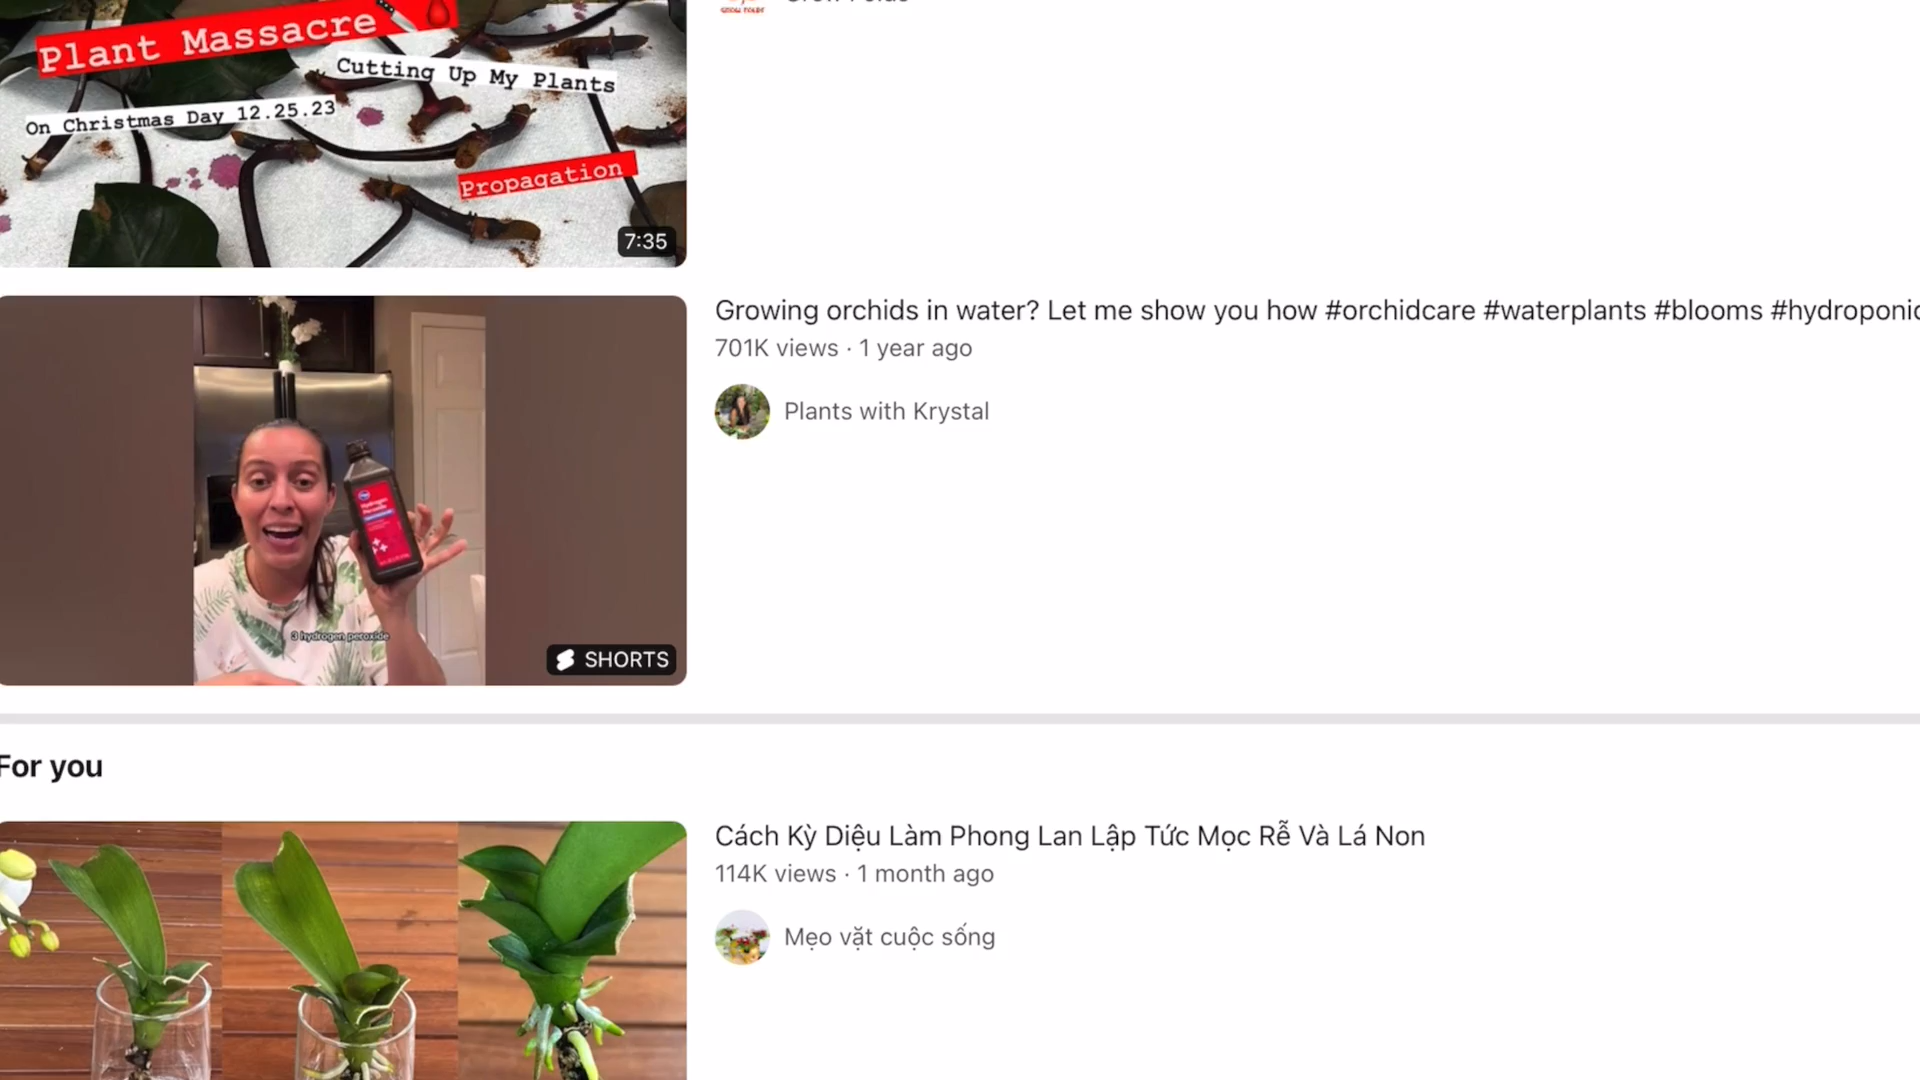 Plant Massacre
Cutting Up My Plants
On Christmas Day 12.25.23
Propagation
7:35
Growing orchids in water? Let me show you how #orchidcare #waterplants #blooms
701K views · 1 year ago
Plants with Krystal
Hydrogen
Peroxide
3 hydrogen peroxide
SHORTS
For you
Cách Kỳ Diệu Làm Phong Lan Lập Tức Mọc Rễ Và Lá Non
114K views · 1 month ago
Mẹo vặt cuộc sống